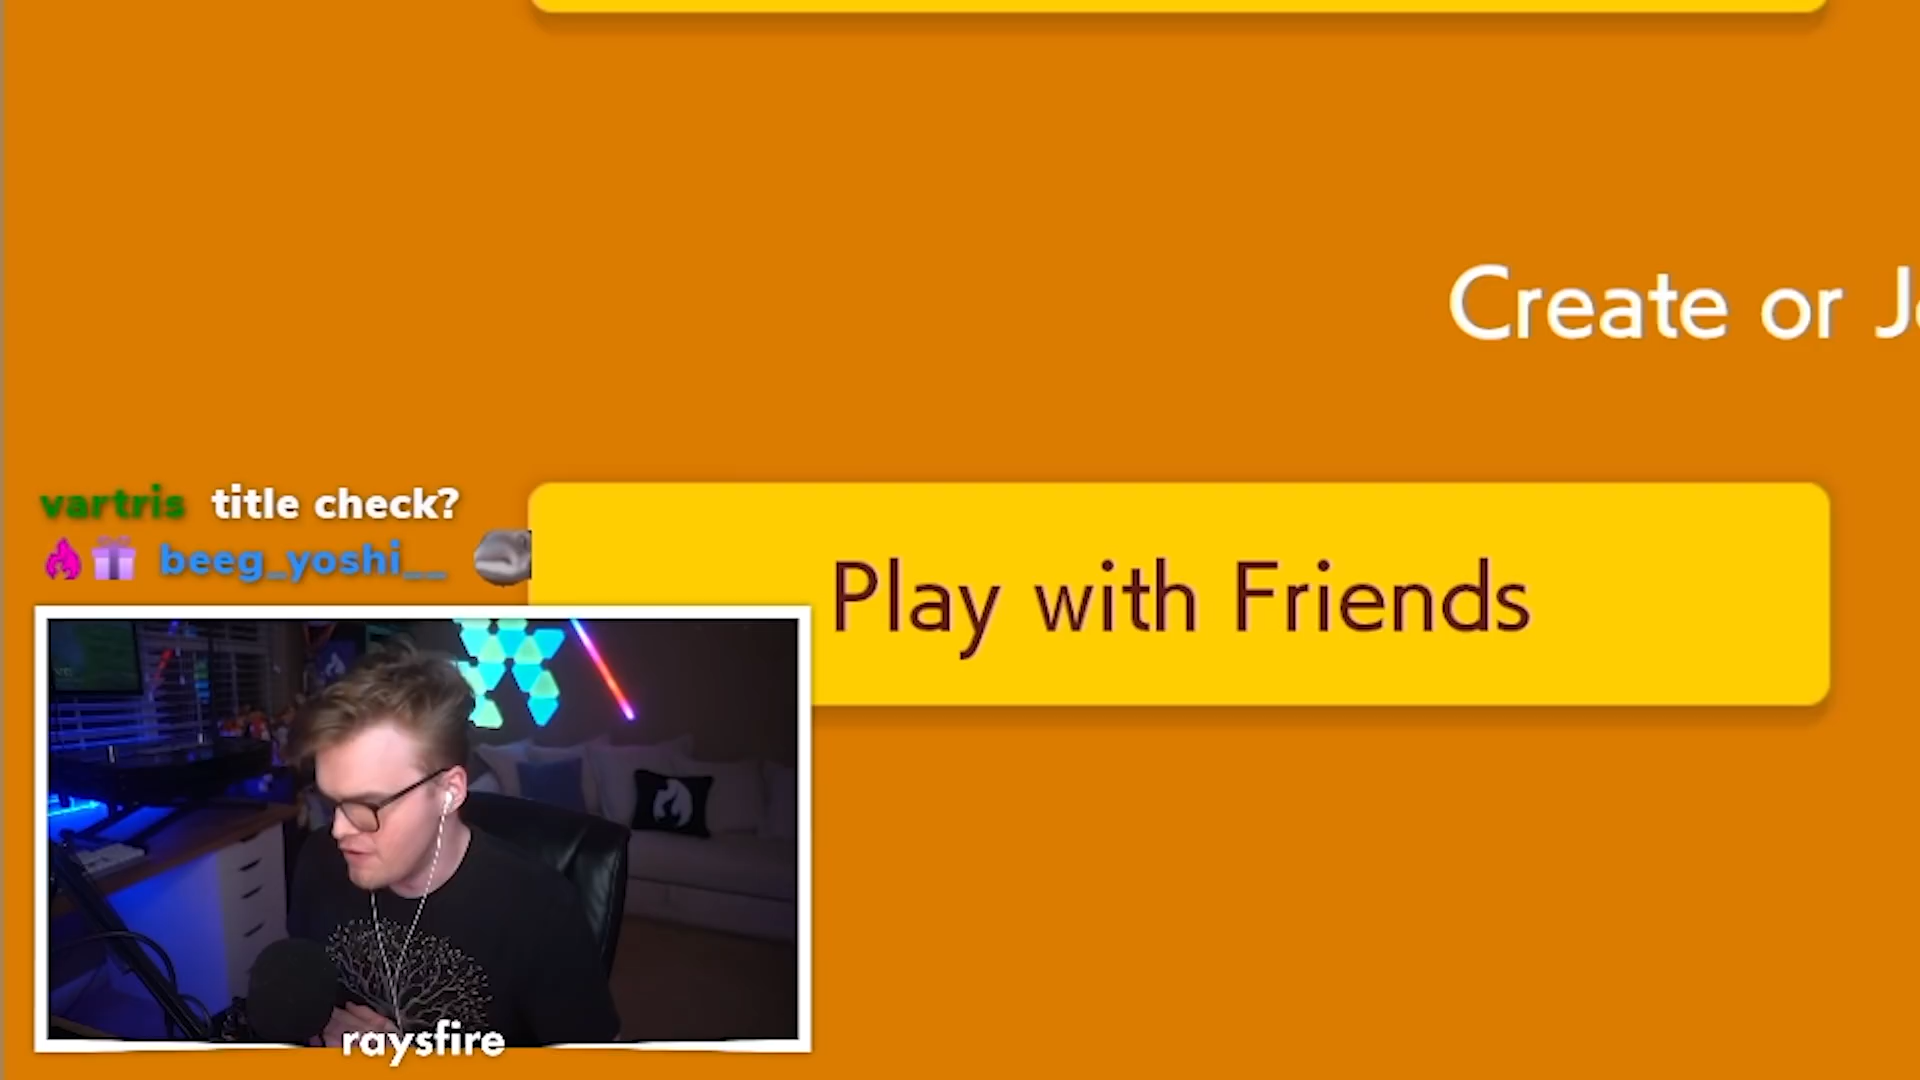 Create or J
vartris title check?
beeg_yoshi__
Play with Friends
raysfire